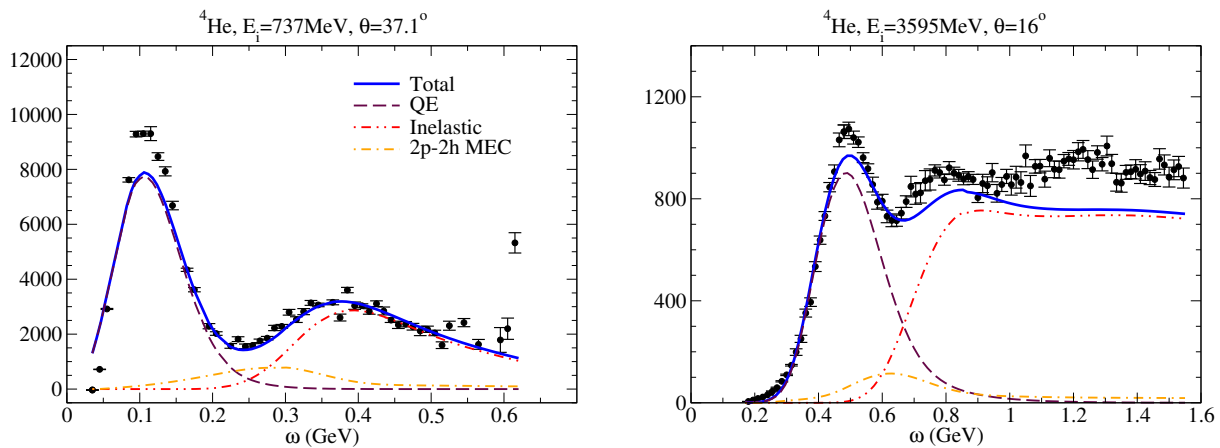 ⁴He, Eᵢ=737MeV, θ=37.1°
12000
10000
8000
6000
4000
2000
0
Total
QE
Inelastic
2p-2h MEC
0 0.1 0.2 0.3 0.4 0.5 0.6
ω (GeV)
⁴He, Eᵢ=3595MeV, θ=16°
1200
800
400
0
0 0.2 0.4 0.6 0.8 1 1.2 1.4 1.6
ω (GeV)